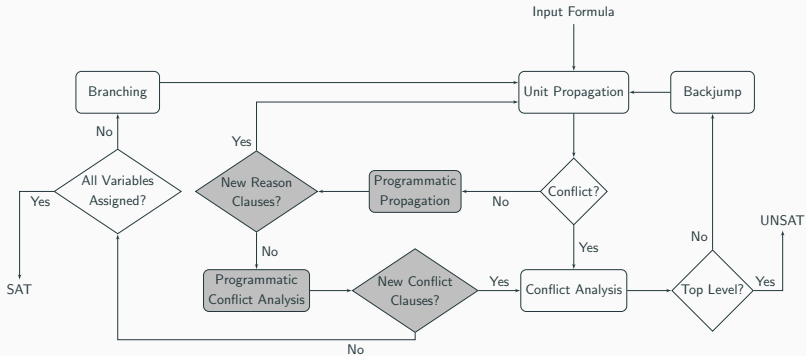 Input Formula
Branching
Unit Propagation
Backjump
No
Yes
All Variables
Assigned?
New Reason
Clauses?
Programmatic
Propagation
Conflict?
Yes
No
No
Yes
No
UNSAT
SAT
Programmatic
Conflict Analysis
New Conflict
Clauses?
Yes
Conflict Analysis
Top Level?
Yes
No